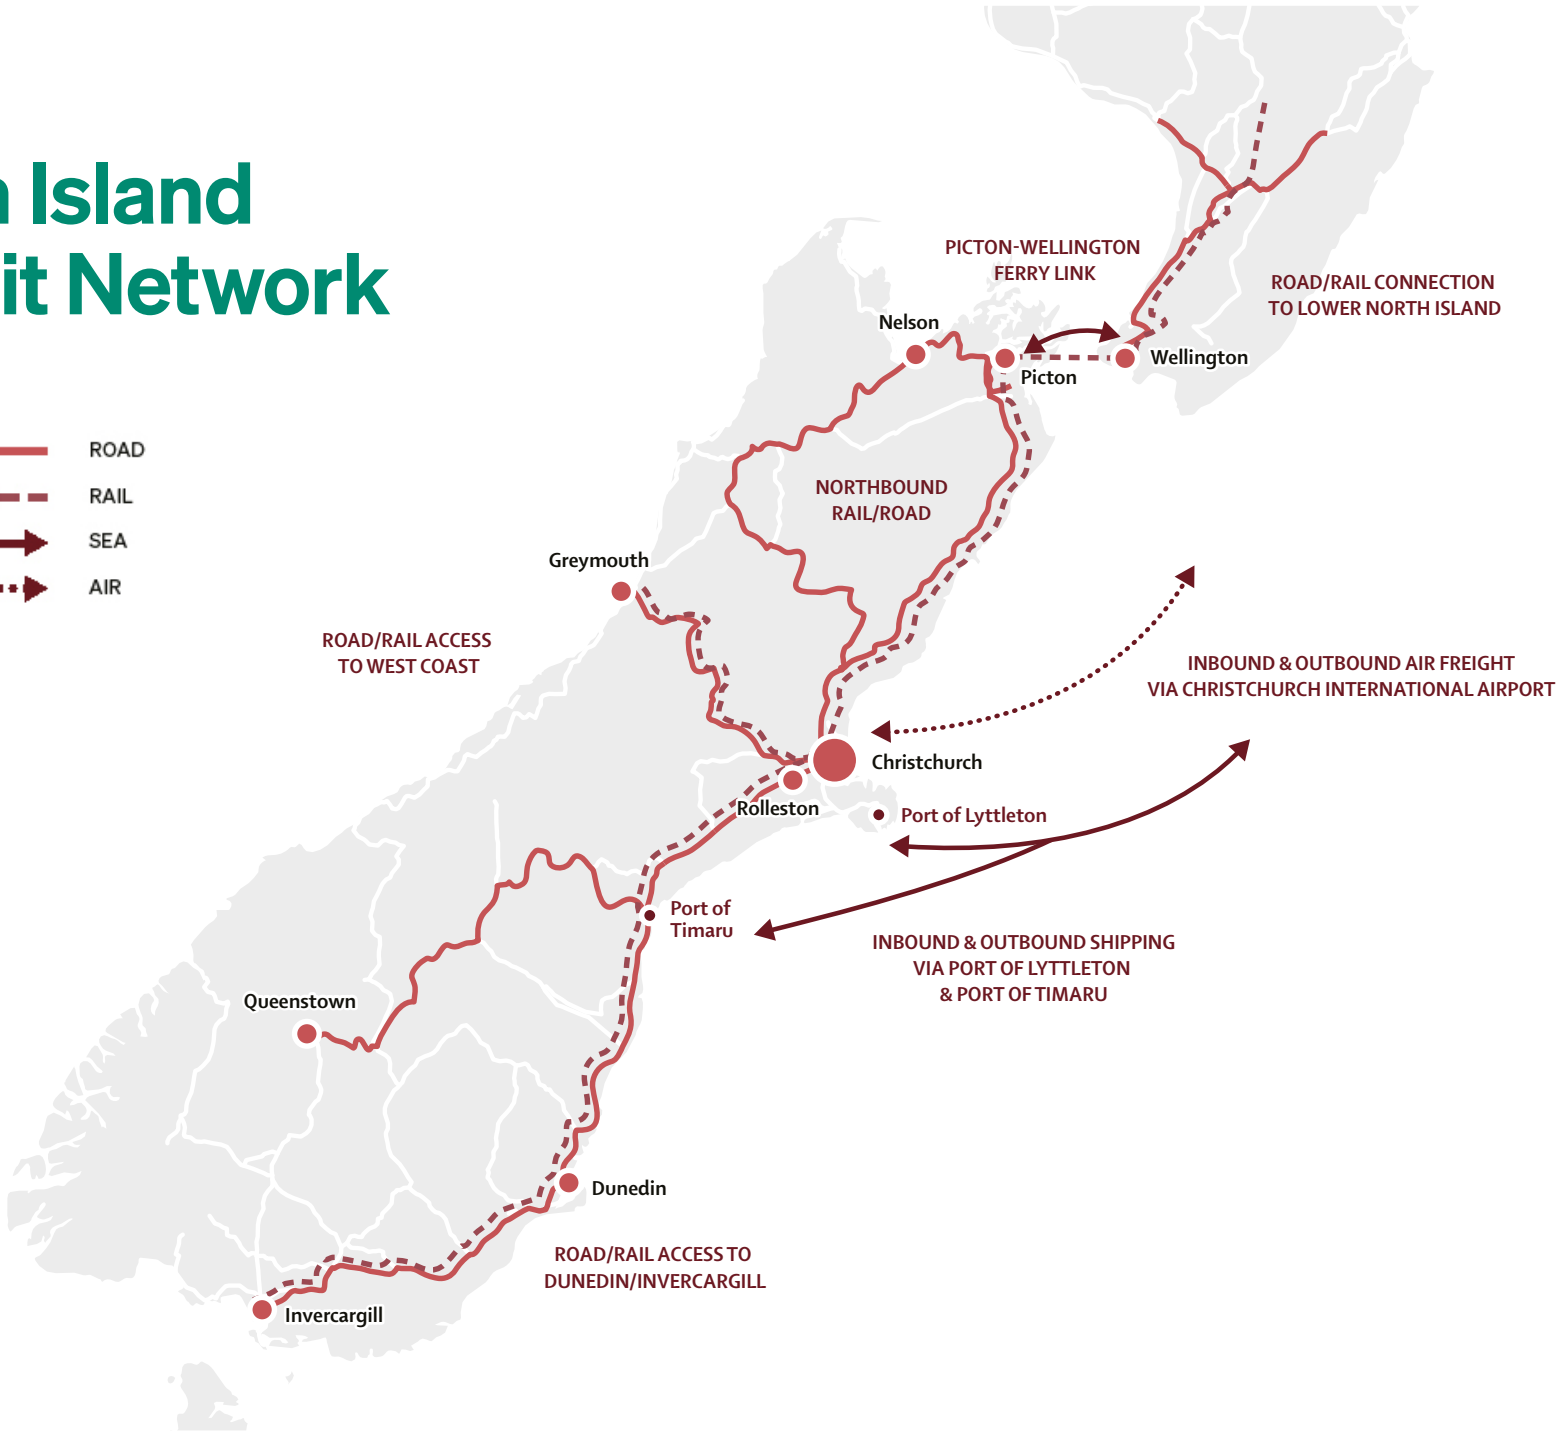 Island
it Network
ROAD
RAIL
SEA
AIR
PICTON-WELLINGTON
FERRY LINK
ROAD/RAIL CONNECTION
TO LOWER NORTH ISLAND
Nelson
Picton
Wellington
NORTHBOUND
RAIL/ROAD
Greymouth
ROAD/RAIL ACCESS
TO WEST COAST
INBOUND & OUTBOUND AIR FREIGHT
VIA CHRISTCHURCH INTERNATIONAL AIRPORT
Christchurch
Rolleston
Port of Lyttleton
Port of
Timaru
INBOUND & OUTBOUND SHIPPING
VIA PORT OF LYTTLETON
& PORT OF TIMARU
Queenstown
Dunedin
ROAD/RAIL ACCESS TO
DUNEDIN/INVERCARGILL
Invercargill